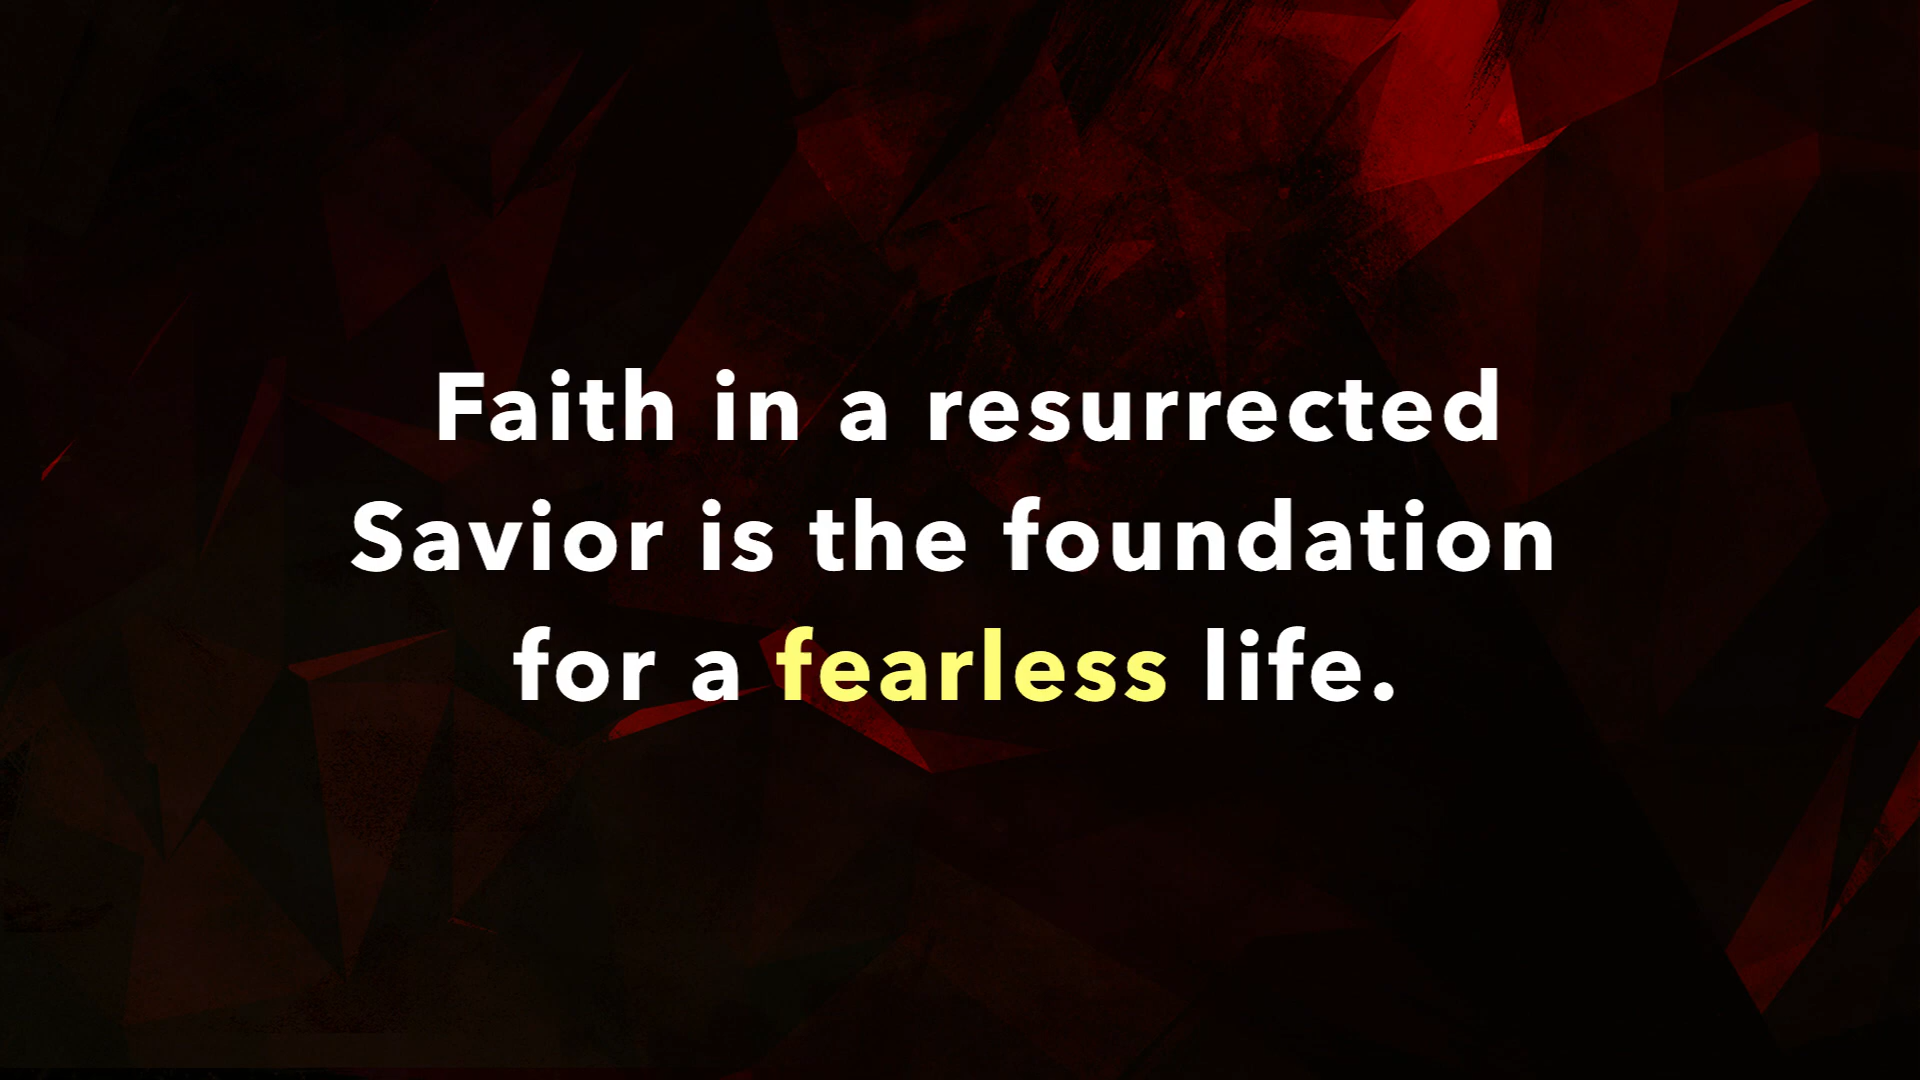 Faith in a resurrected
Savior is the foundation
for a fearless life.